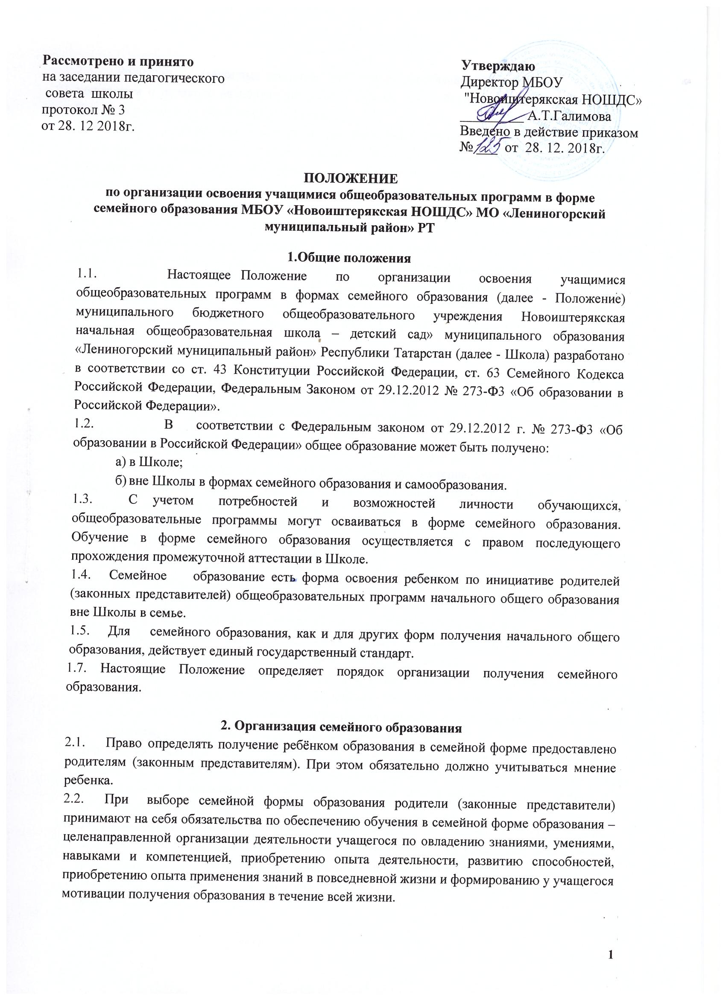 Рассмотрено и принято
на заседании педагогического
совета школы
протокол № 3
от 28. 12 2018г.
Утверждаю
Директор МБОУ
"Новоиштерякская НОШДС»
__________ А.Т.Галимова
Введено в действие приказом
№ 125 от 28. 12. 2018г.
ПОЛОЖЕНИЕ
по организации освоения учащимися общеобразовательных программ в форме
семейного образования МБОУ «Новоиштерякская НОШДС» МО «Лениногорский
муниципальный район» РТ
1.Общие положения
1.1. Настоящее Положение по организации освоения учащимися
общеобразовательных программ в формах семейного образования (далее - Положение)
муниципального бюджетного общеобразовательного учреждения Новоиштерякская
начальная общеобразовательная школа – детский сад» муниципального образования
«Лениногорский муниципальный район» Республики Татарстан (далее - Школа) разработано
в соответствии со ст. 43 Конституции Российской Федерации, ст. 63 Семейного Кодекса
Российской Федерации, Федеральным Законом от 29.12.2012 № 273-ФЗ «Об образовании в
Российской Федерации».
1.2. В соответствии с Федеральным законом от 29.12.2012 г. № 273-ФЗ «Об
образовании в Российской Федерации» общее образование может быть получено:
а) в Школе;
б) вне Школы в формах семейного образования и самообразования.
1.3. С учетом потребностей и возможностей личности обучающихся,
общеобразовательные программы могут осваиваться в форме семейного образования.
Обучение в форме семейного образования осуществляется с правом последующего
прохождения промежуточной аттестации в Школе.
1.4. Семейное образование есть форма освоения ребенком по инициативе родителей
(законных представителей) общеобразовательных программ начального общего образования
вне Школы в семье.
1.5. Для семейного образования, как и для других форм получения начального общего
образования, действует единый государственный стандарт.
1.7. Настоящие Положение определяет порядок организации получения семейного
образования.
2. Организация семейного образования
2.1. Право определять получение ребёнком образования в семейной форме предоставлено
родителям (законным представителям). При этом обязательно должно учитываться мнение
ребенка.
2.2. При выборе семейной формы образования родители (законные представители)
принимают на себя обязательства по обеспечению обучения в семейной форме образования –
целенаправленной организации деятельности учащегося по овладению знаниями, умениями,
навыками и компетенцией, приобретению опыта деятельности, развитию способностей,
приобретению опыта применения знаний в повседневной жизни и формированию у учащегося
мотивации получения образования в течение всей жизни.
1